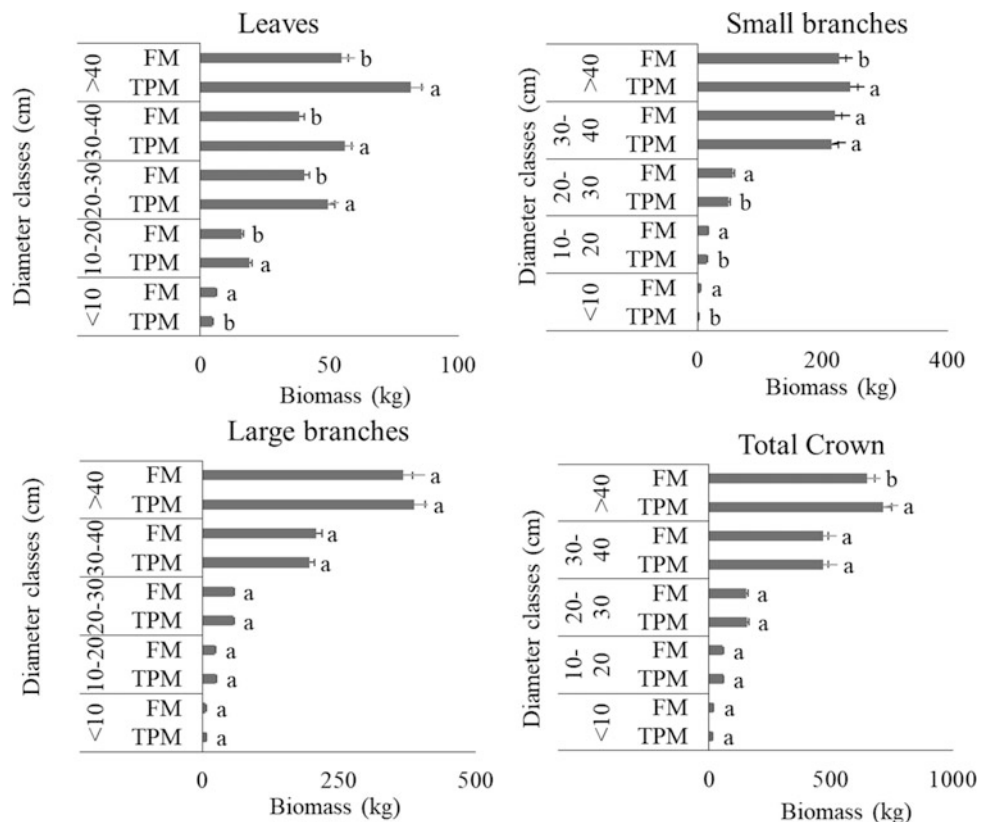 Leaves
Diameter classes (cm)
>40
FM
b
TPM
a
30-40
FM
b
TPM
a
20-30
FM
b
TPM
a
10-20
FM
b
TPM
a
<10
FM
a
TPM
b
0 50 100
Biomass (kg)
Small branches
Diameter classes (cm)
>40
FM
b
TPM
a
30-
40
FM
a
TPM
a
20-
30
FM
a
TPM
b
10-
20
FM
a
TPM
b
<10
FM
a
TPM
b
0 200 400
Biomass (kg)
Large branches
Diameter classes (cm)
>40
FM
a
TPM
a
30-40
FM
a
TPM
a
20-30
FM
a
TPM
a
10-20
FM
a
TPM
a
<10
FM
a
TPM
a
0 250 500
Biomass (kg)
Total Crown
Diameter classes (cm)
>40
FM
b
TPM
a
30-
40
FM
a
TPM
a
20-
30
FM
a
TPM
a
10-
20
FM
a
TPM
a
<10
FM
a
TPM
a
0 500 1000
Biomass (kg)